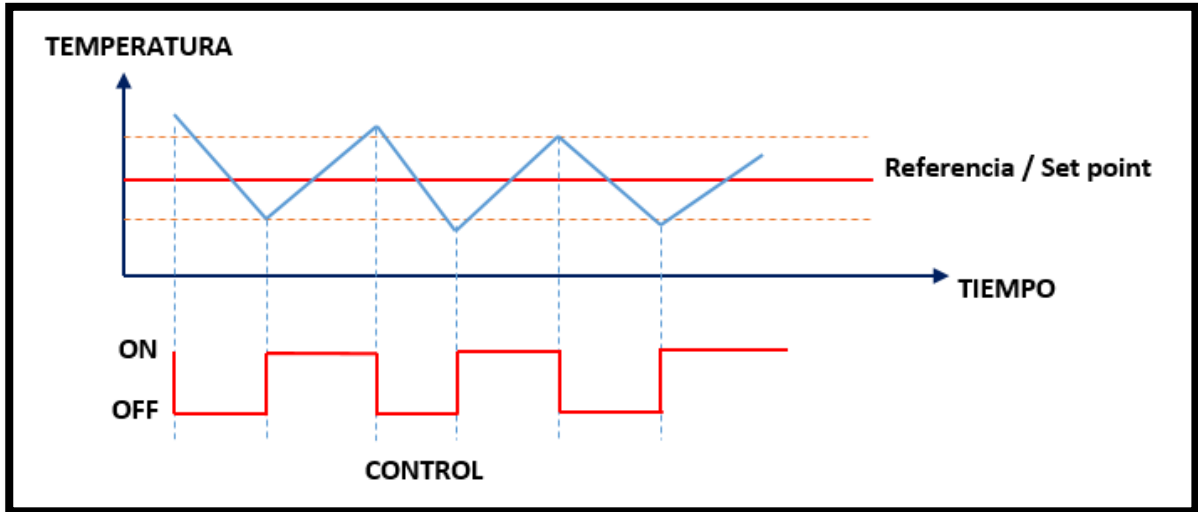 TEMPERATURA
Referencia / Set point
TIEMPO
ON
OFF
CONTROL